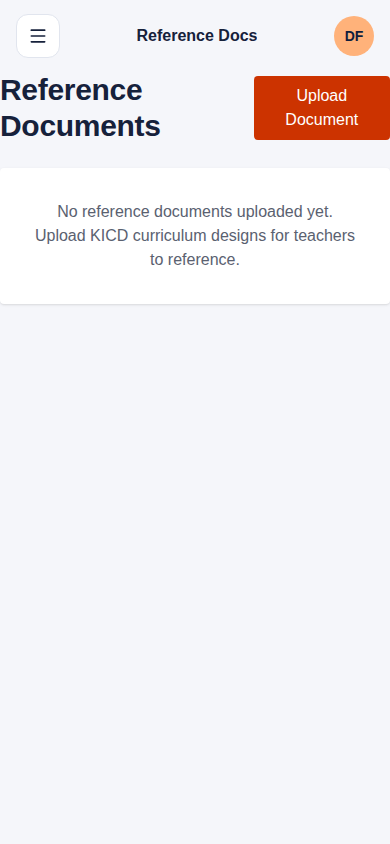 Reference Docs
DF
Reference
Documents
Upload
Document
No reference documents uploaded yet.
Upload KICD curriculum designs for teachers
to reference.